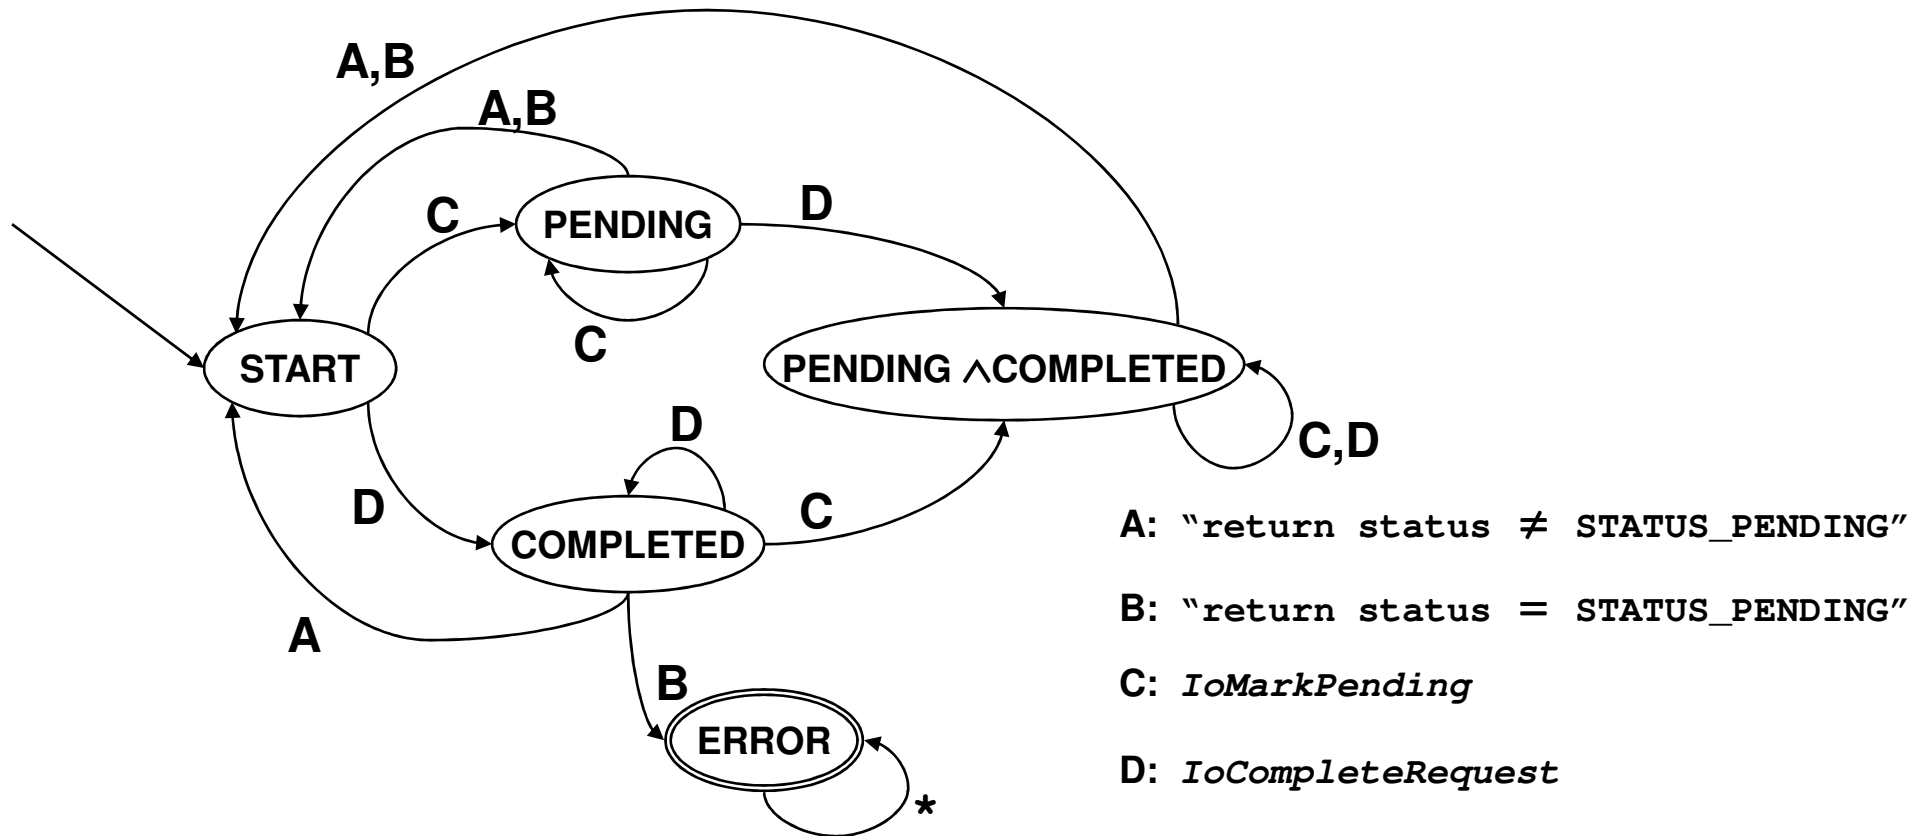 A,B
A,B
C
PENDING
D
C
START
PENDING ∧COMPLETED
D
C,D
D
C
COMPLETED
A: “return status ≠ STATUS_PENDING”
B: “return status = STATUS_PENDING”
A
B
C: IoMarkPending
ERROR
D: IoCompleteRequest
*